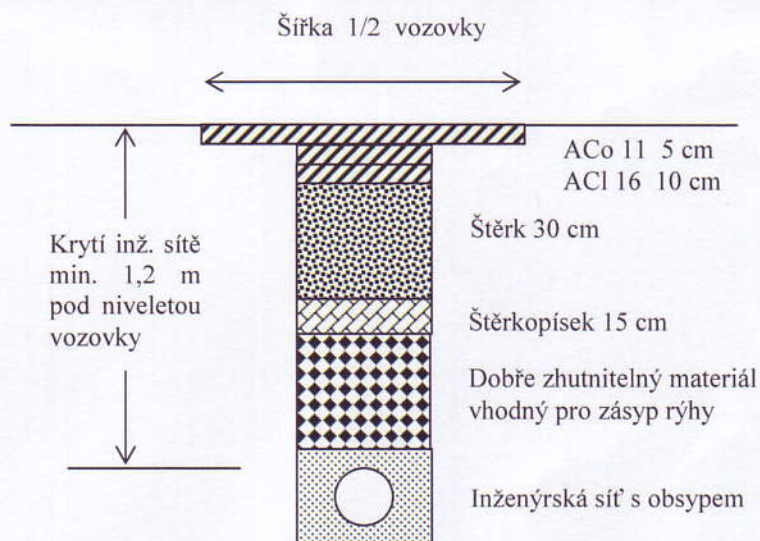 Šířka 1/2 vozovky
ACo 11 5 cm
ACl 16 10 cm
Krytí inž. sítě
min. 1,2 m
pod niveletou
vozovky
Štěrk 30 cm
Štěrkopísek 15 cm
Dobře zhutnitelný materiál
vhodný pro zásyp rýhy
Inženýrská síť s obsypem